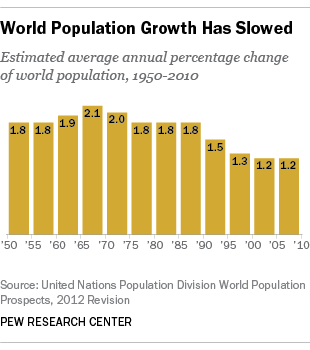 World Population Growth Has Slowed
Estimated average annual percentage change
of world population, 1950-2010
1.8 1.8 1.9 2.1 2.0 1.8 1.8 1.8 1.5 1.3 1.2 1.2
'50 '55 '60 '65 '70 '75 '80 '85 '90 '95 '00 '05 '10
Source: United Nations Population Division World Population
Prospects, 2012 Revision
PEW RESEARCH CENTER